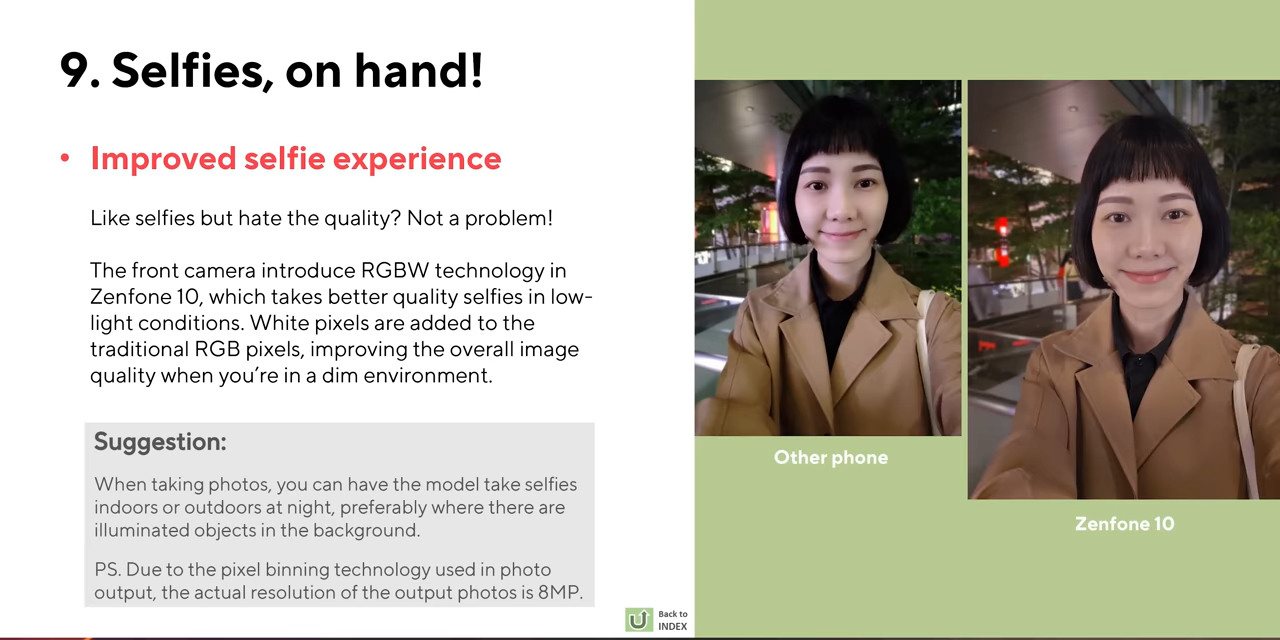 9. Selfies, on hand!
• Improved selfie experience
Like selfies but hate the quality? Not a problem!
The front camera introduce RGBW technology in
Zenfone 10, which takes better quality selfies in low-
light conditions. White pixels are added to the
traditional RGB pixels, improving the overall image
quality when you’re in a dim environment.
Suggestion:
When taking photos, you can have the model take selfies
indoors or outdoors at night, preferably where there are
illuminated objects in the background.
PS. Due to the pixel binning technology used in photo
output, the actual resolution of the output photos is 8MP.
Other phone
Zenfone 10
Back to
INDEX